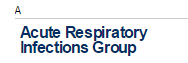 A
Acute Respiratory
Infections Group